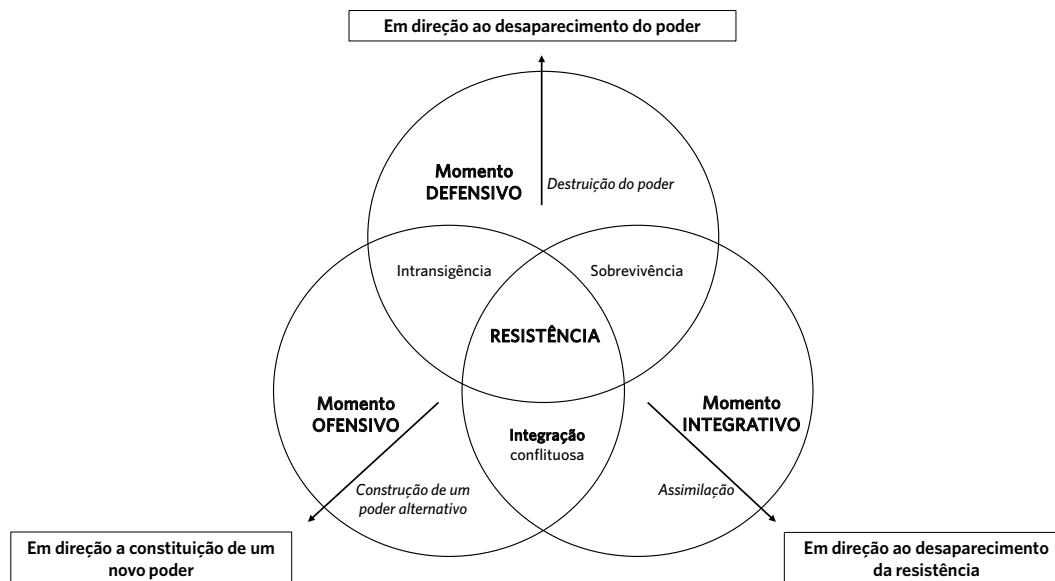 Em direção ao desaparecimento do poder
Momento
DEFENSIVO
Destruição do poder
Intransigência
Sobrevivência
RESISTÊNCIA
Momento
OFENSIVO
Momento
INTEGRATIVO
Integração
conflituosa
Construção de um
poder alternativo
Assimilação
Em direção a constituição de um
novo poder
Em direção ao desaparecimento
da resistência